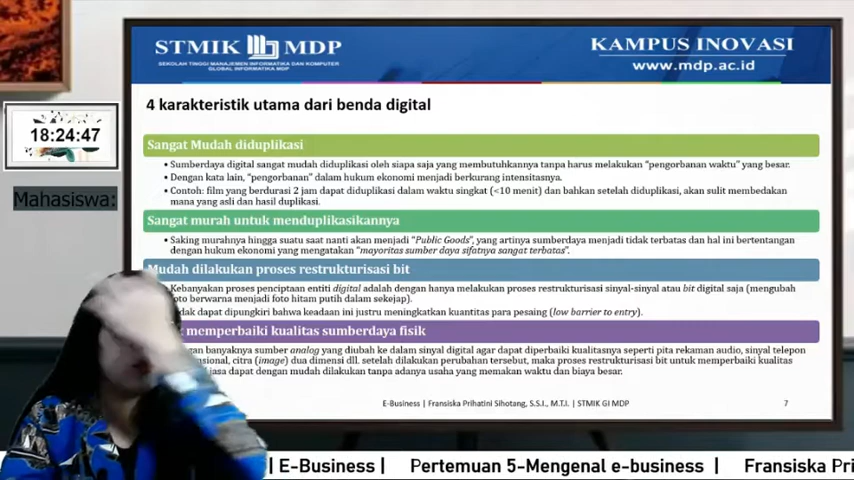 STMIK MDP
SEKOLAH TINGGI MANAJEMEN INFORMATIKA DAN KOMPUTER
GLOBAL INFORMATIKA MDP
KAMPUS INOVASI
www.mdp.ac.id
4 karakteristik utama dari benda digital
18:24:47
Mahasiswa:
Sangat Mudah diduplikasi
• Sumberdaya digital sangat mudah diduplikasi oleh siapa saja yang membutuhkannya tanpa harus melakukan "pengorbanan waktu" yg besar.
• Dengan kata lain, "pengorbanan" dalam hukum ekonomi menjadi berkurang intensitasnya.
• Contoh: film yang berdurasi 2 jam dapat diduplikasi dalam waktu singkat (<10 menit) dan bahkan setelah diduplikasi, akan sulit membedakan
mana yang asli dan hasil duplikasi.
Sangat murah untuk menduplikasikannya
• Saking murahnya hingga suatu saat nanti akan menjadi "Public Goods", yang artinya sumberdaya menjadi tidak terbatas dan hal ini bertentangan
dengan hukum ekonomi yang mengatakan "mayoritas sumber daya sifatnya sangat terbatas".
Mudah dilakukan proses restrukturisasi bit
Kebanyakan proses penciptaan entiti digital adalah dengan hanya melakukan proses restrukturisasi sinyal-sinyal atau bit digital saja (mengubah
foto berwarna menjadi foto hitam putih dalam sekejap).
dapat dipungkiri bahwa keadaan ini justru meningkatkan kuantitas para pesaing (low barrier to entry).
memperbaiki kualitas sumberdaya fisik
banyaknya sumber analog yang diubah ke dalam sinyal digital agar dapat diperbaiki kualitasnya seperti pita rekaman audio, sinyal telepon
citra (image) dua dimensi dll. setelah dilakukan perubahan tersebut, maka proses restrukturisasi bit untuk memperbaiki kualitas
jasa dapat dengan mudah dilakukan tanpa adanya usaha yang memakan waktu dan biaya besar.
E-Business | Fransiska Prihatini Sihotang, S.S.I., M.T.I. | STMIK GI MDP
7
| E-Business | Pertemuan 5-Mengenal e-business | Fransiska Pri